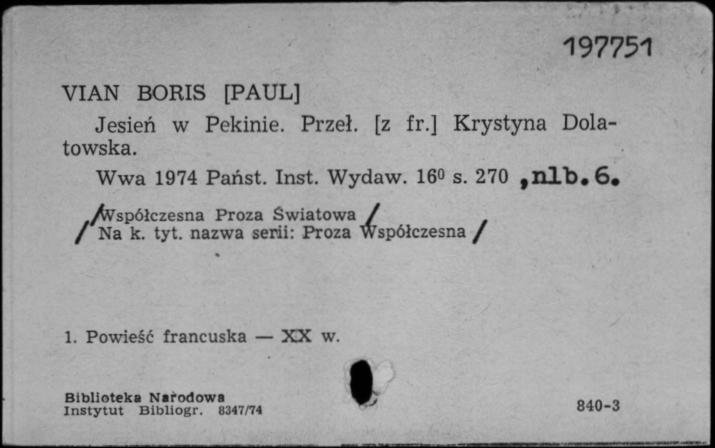 197751
VIAN BORIS [PAUL]
Jesień w Pekinie. Przeł. [z fr.] Krystyna Dola-
towska.
Wwa 1974 Państ. Inst. Wydaw. 16⁰ s. 270 ,nlb.6.
/Współczesna Proza Światowa /
/ Na k. tyt. nazwa serii: Proza Współczesna /
1. Powieść francuska — XX w.
Biblioteka Narodowa
Instytut Bibliogr. 8347/74
840-3